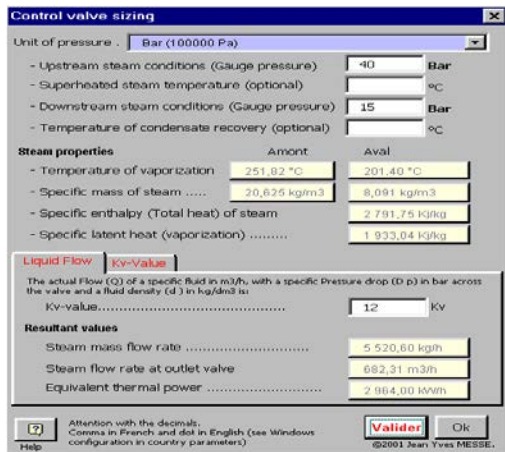 Control valve sizing
Unit of pressure . Bar (100000 Pa)
- Upstream steam conditions (Gauge pressure) 40 Bar
- Superheated steam temperature (optional) °C
- Downstream steam conditions (Gauge pressure) 15 Bar
- Temperature of condensate recovery (optional) °C
Steam properties Amont Aval
- Temperature of vaporization 251,82 °C 201,40 °C
- Specific mass of steam ..... 20,625 kg/m3 8,091 kg/m3
- Specific enthalpy (Total heat) of steam 2 791,75 Kj/kg
- Specific latent heat (vaporization) ......... 1 933,04 Kj/kg
Liquid Flow Kv-Value
The actual Flow (Q) of a specific fluid in m3/h, with a specific Pressure drop (D p) in bar across
the valve and a fluid density (d ) in kg/dm3 is:
Kv-value............................................. 12 Kv
Resultant values
Steam mass flow rate ............................... 5 520,60 kg/h
Steam flow rate at outlet valve 682,31 m3/h
Equivalent thermal power ........................ 2 964,00 kW/h
Help
Attention with the decimals.
Comma in French and dot in English (see Windows
configuration in country parameters)
Valider Ok
©2001 Jean Yves MESSE.